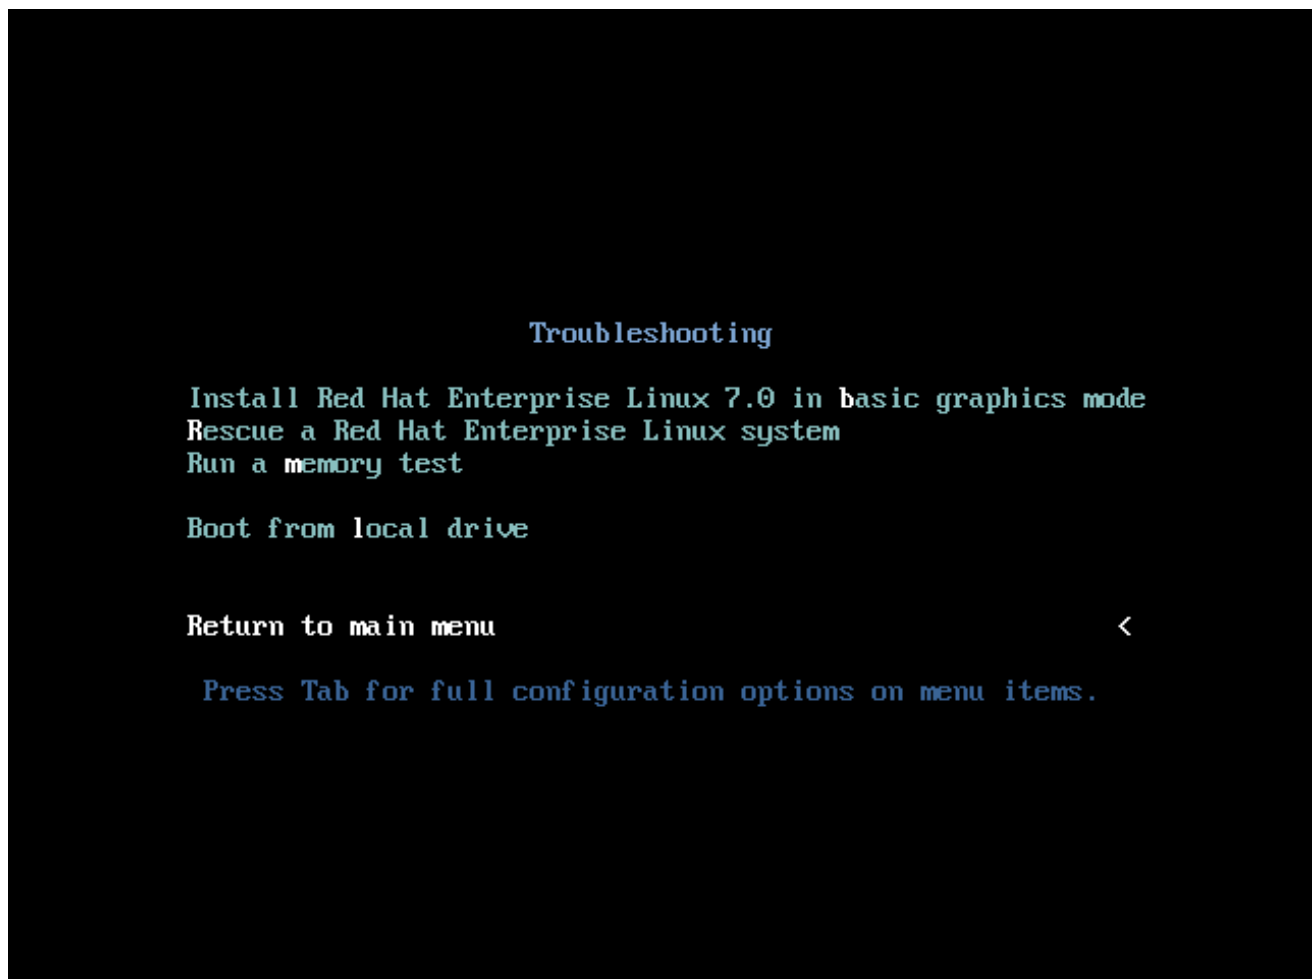 Troubleshooting
Install Red Hat Enterprise Linux 7.0 in basic graphics mode
Rescue a Red Hat Enterprise Linux system
Run a memory test
Boot from local drive
Return to main menu <
Press Tab for full configuration options on menu items.